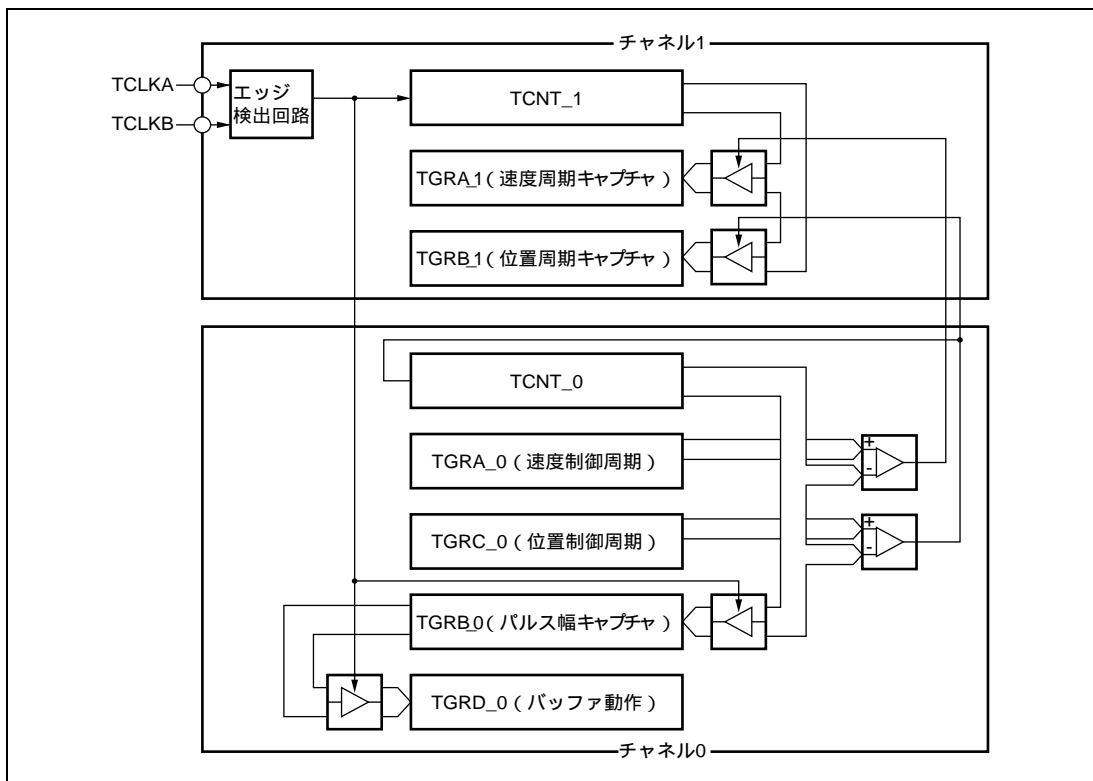 チャネル1
TCLKA
TCLKB
エッジ
検出回路
TCNT_1
TGRA_1（速度周期キャプチャ）
TGRB_1（位置周期キャプチャ）
TCNT_0
TGRA_0（速度制御周期）
+
-
TGRC_0（位置制御周期）
+
-
TGRB_0（パルス幅キャプチャ）
TGRD_0（バッファ動作）
チャネル0